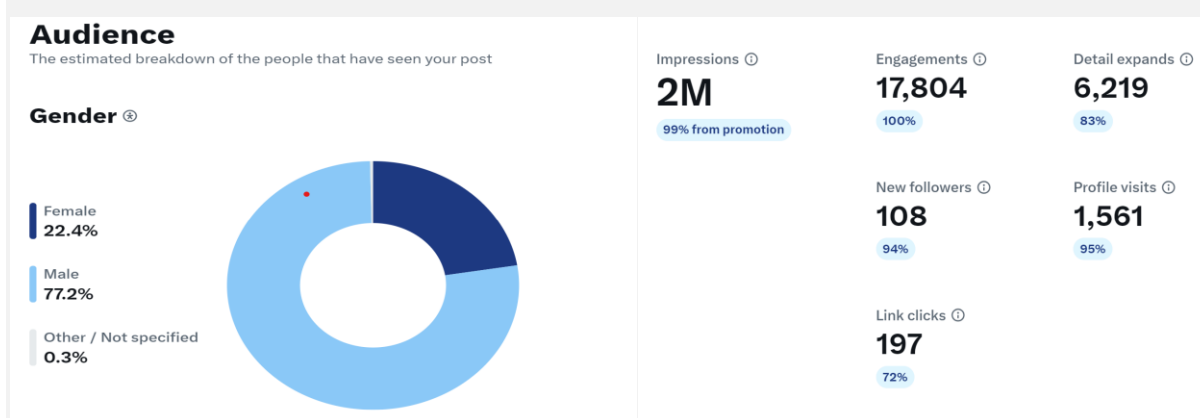 Audience
The estimated breakdown of the people that have seen your post
Gender
Female
22.4%
Male
77.2%
Other / Not specified
0.3%
Impressions
2M
99% from promotion
Engagements
17,804
100%
Detail expands
6,219
83%
New followers
108
94%
Profile visits
1,561
95%
Link clicks
197
72%